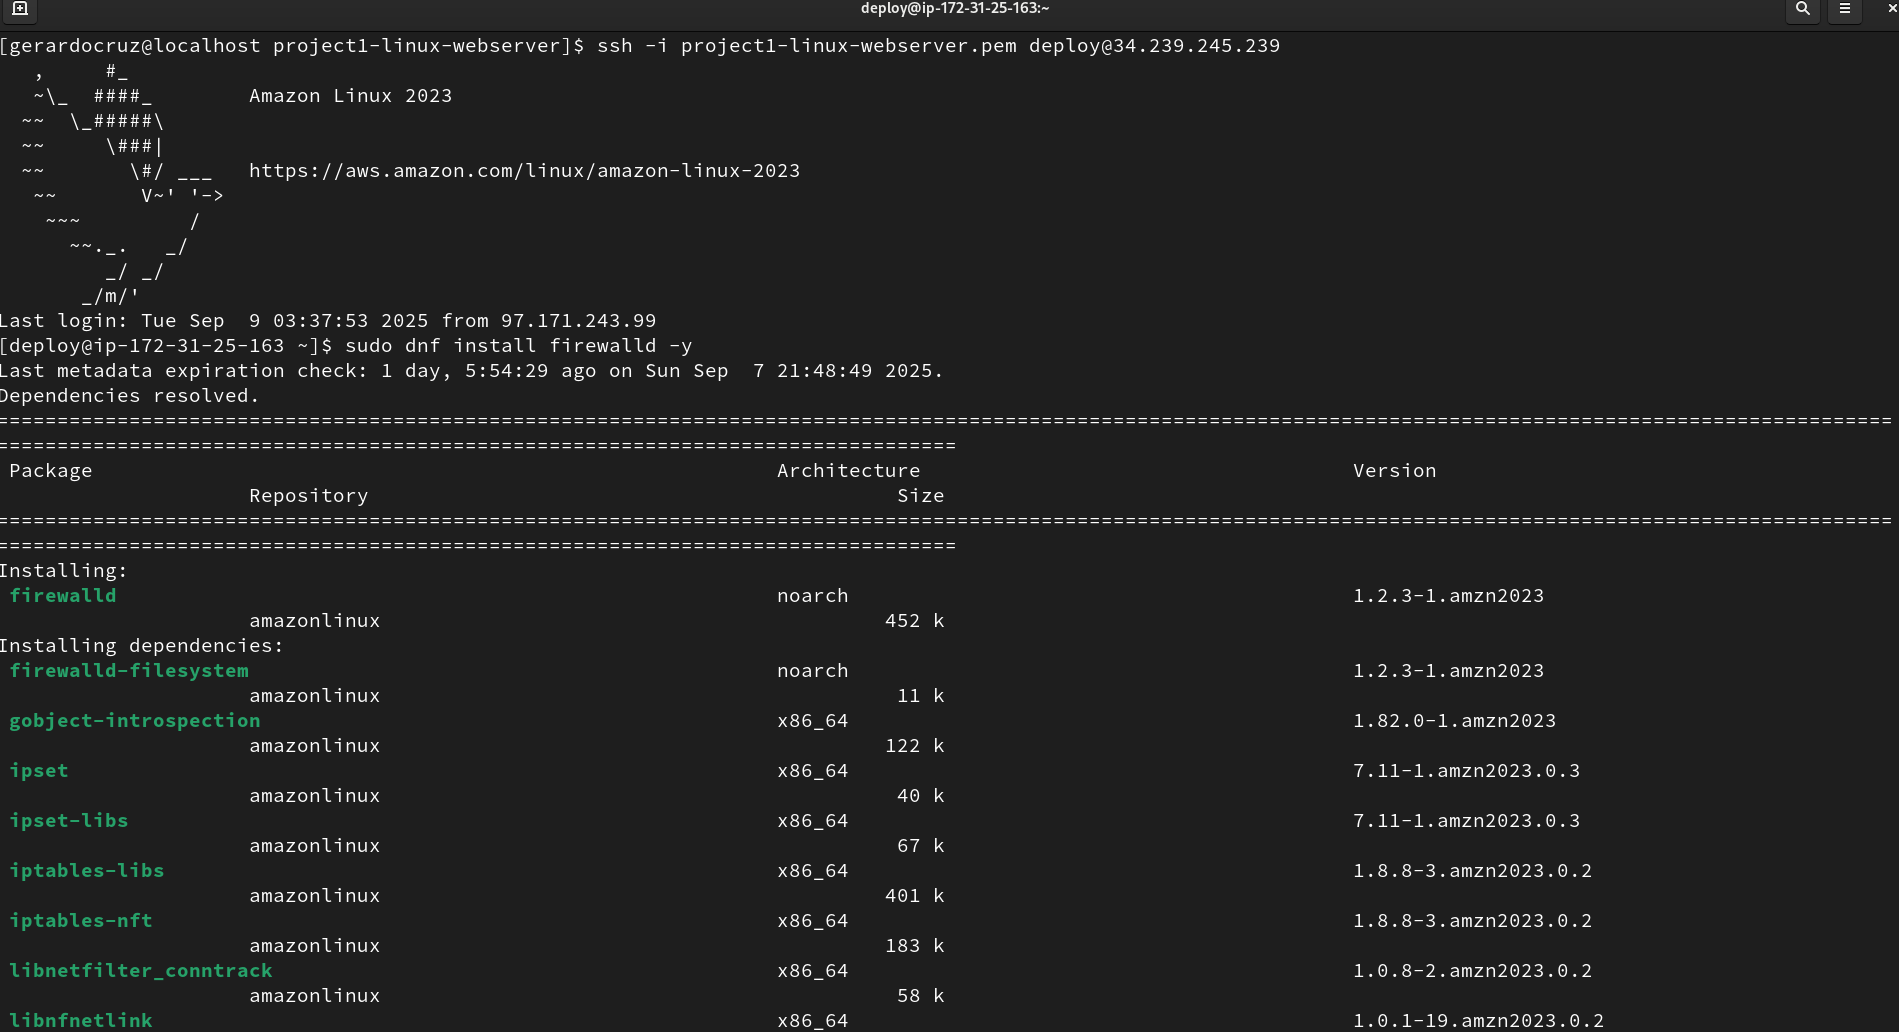 deploy@ip-172-31-25-163:~
[gerardocruz@localhost project1-linux-webserver]$ ssh -i project1-linux-webserver.pem deploy@34.239.245.239
   ,     #_
   ~\_  ####_        Amazon Linux 2023
  ~~  \_#####\
  ~~     \###|
  ~~       \#/ ___   https://aws.amazon.com/linux/amazon-linux-2023
   ~~       V~' '->
    ~~~         /
      ~~._.   _/
         _/ _/
       _/m/'
Last login: Tue Sep  9 03:37:53 2025 from 97.171.243.99
[deploy@ip-172-31-25-163 ~]$ sudo dnf install firewalld -y
Last metadata expiration check: 1 day, 5:54:29 ago on Sun Sep  7 21:48:49 2025.
Dependencies resolved.
================================================================================
================================================================================
 Package                    Architecture                    Version
                     Repository                    Size
================================================================================
================================================================================
Installing:
 firewalld                    noarch                    1.2.3-1.amzn2023
                     amazonlinux                    452 k
Installing dependencies:
 firewalld-filesystem                    noarch                    1.2.3-1.amzn2023
                     amazonlinux                    11 k
 gobject-introspection                    x86_64                    1.82.0-1.amzn2023
                     amazonlinux                    122 k
 ipset                    x86_64                    7.11-1.amzn2023.0.3
                     amazonlinux                    40 k
 ipset-libs                    x86_64                    7.11-1.amzn2023.0.3
                     amazonlinux                    67 k
 iptables-libs                    x86_64                    1.8.8-3.amzn2023.0.2
                     amazonlinux                    401 k
 iptables-nft                    x86_64                    1.8.8-3.amzn2023.0.2
                     amazonlinux                    183 k
 libnetfilter_conntrack                    x86_64                    1.0.8-2.amzn2023.0.2
                     amazonlinux                    58 k
 libnfnetlink                    x86_64                    1.0.1-19.amzn2023.0.2